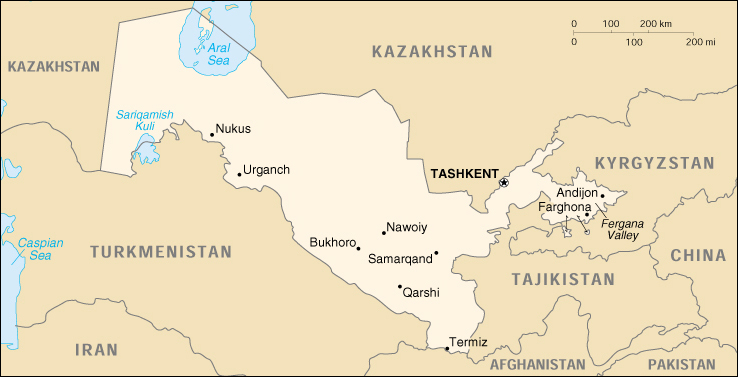 0 100 200 km
0 100 200 mi
KAZAKHSTAN
Aral
Sea
KAZAKHSTAN
Sariqamish
Kuli
Nukus
Urganch
TASHKENT
KYRGYZSTAN
Andijon
Farghona
Fergana
Valley
Nawoiy
Bukhoro
Samarqand
Caspian
Sea
TURKMENISTAN
CHINA
TAJIKISTAN
Qarshi
Termiz
IRAN
AFGHANISTAN
PAKISTAN